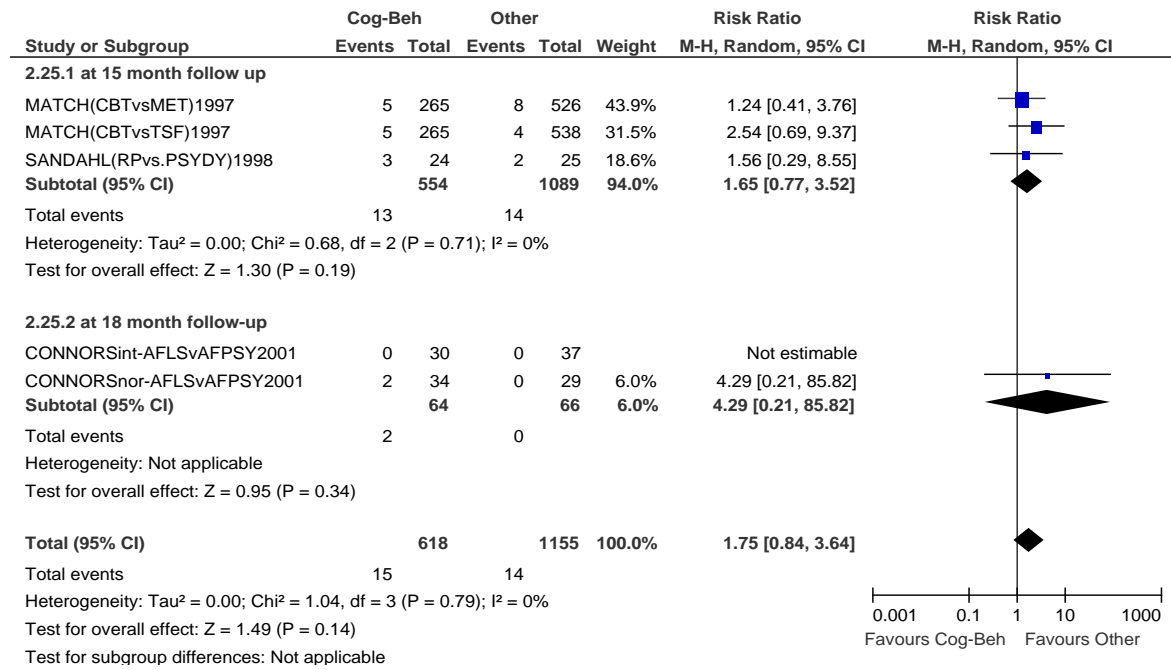 Cog-Beh Other Risk Ratio Risk Ratio
Study or Subgroup Events Total Events Total Weight M-H, Random, 95% CI M-H, Random, 95% CI
2.25.1 at 15 month follow up
MATCH(CBTvsMET)1997 5 265 8 526 43.9% 1.24 [0.41, 3.76]
MATCH(CBTvsTSF)1997 5 265 4 538 31.5% 2.54 [0.69, 9.37]
SANDAHL(RPvs.PSYDY)1998 3 24 2 25 18.6% 1.56 [0.29, 8.55]
Subtotal (95% CI) 554 1089 94.0% 1.65 [0.77, 3.52]
Total events 13 14
Heterogeneity: Tau² = 0.00; Chi² = 0.68, df = 2 (P = 0.71); I² = 0%
Test for overall effect: Z = 1.30 (P = 0.19)
2.25.2 at 18 month follow-up
CONNORSint-AFLSvAFPSY2001 0 30 0 37 Not estimable
CONNORSnor-AFLSvAFPSY2001 2 34 0 29 6.0% 4.29 [0.21, 85.82]
Subtotal (95% CI) 64 66 6.0% 4.29 [0.21, 85.82]
Total events 2 0
Heterogeneity: Not applicable
Test for overall effect: Z = 0.95 (P = 0.34)
Total (95% CI) 618 1155 100.0% 1.75 [0.84, 3.64]
Total events 15 14
Heterogeneity: Tau² = 0.00; Chi² = 1.04, df = 3 (P = 0.79); I² = 0%
Test for overall effect: Z = 1.49 (P = 0.14)
Test for subgroup differences: Not applicable
0.001 0.1 1 10 1000
Favours Cog-Beh Favours Other